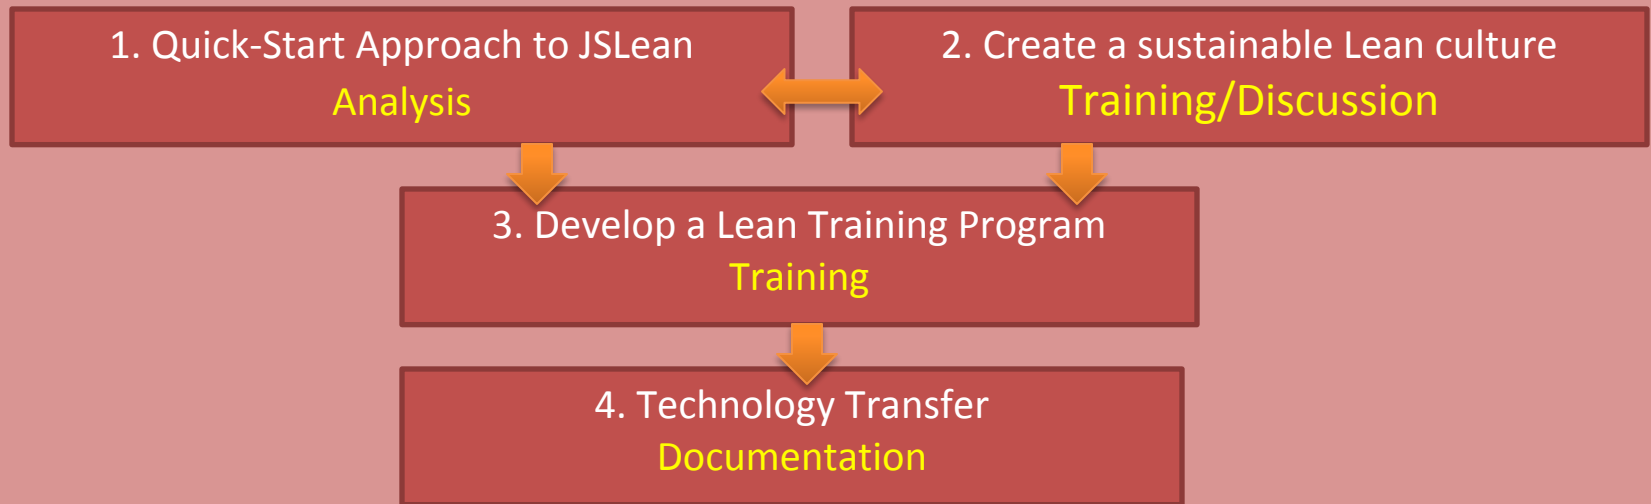 1. Quick-Start Approach to JSLean
Analysis
2. Create a sustainable Lean culture
Training/Discussion
3. Develop a Lean Training Program
Training
4. Technology Transfer
Documentation